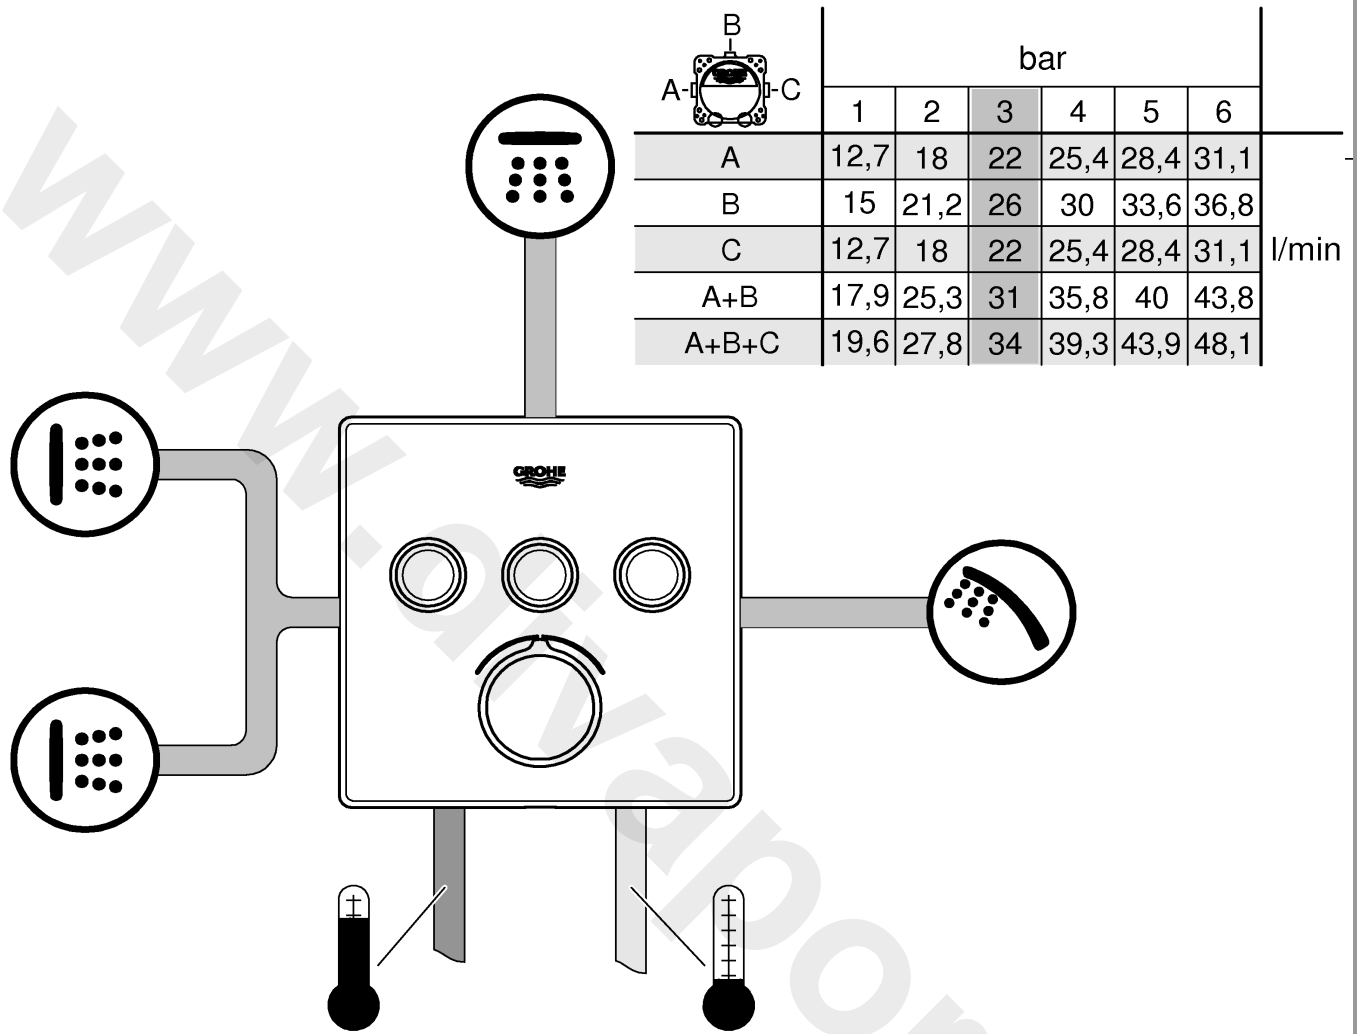 B
A
C
GROHE
bar
1 2 3 4 5 6
A 12,7 18 22 25,4 28,4 31,1
B 15 21,2 26 30 33,6 36,8
C 12,7 18 22 25,4 28,4 31,1
l/min
A+B 17,9 25,3 31 35,8 40 43,8
A+B+C 19,6 27,8 34 39,3 43,9 48,1
GROHE
www.divapor